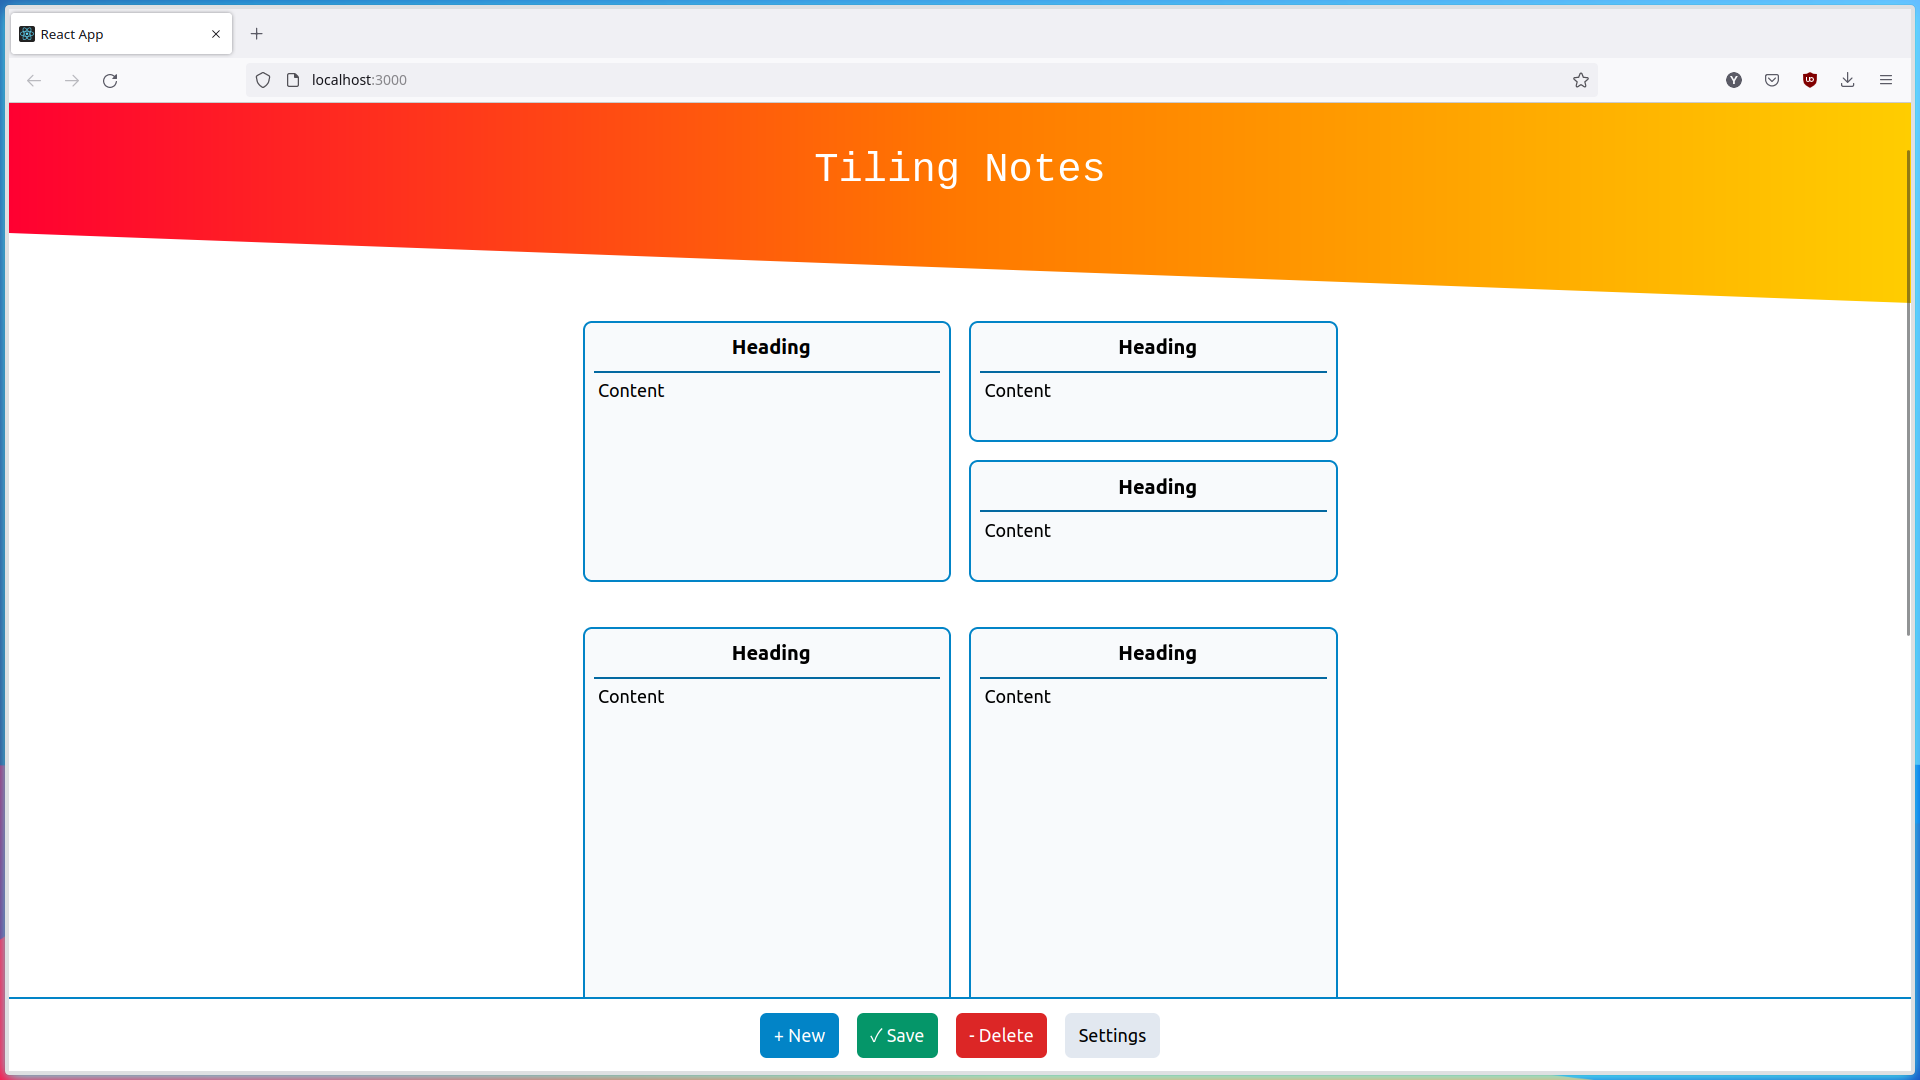 React App
localhost:3000
Tiling Notes
Heading
Content
Heading
Content
Heading
Content
Heading
Content
Heading
Content
+ New
✓ Save
- Delete
Settings